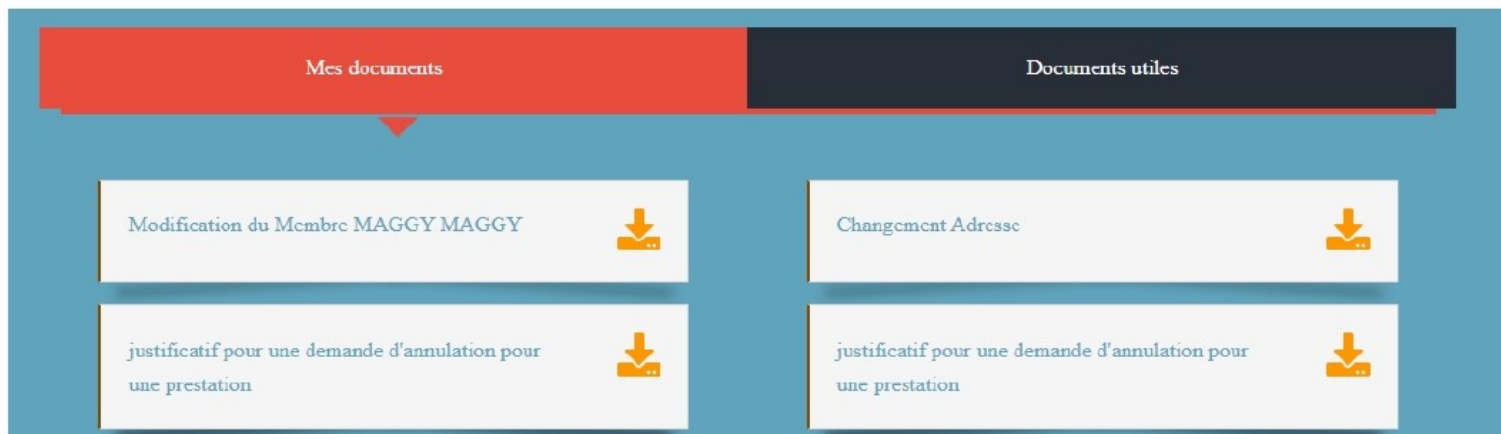 Mes documents
Documents utiles
Modification du Membre MAGGY MAGGY
Changement Adresse
justificatif pour une demande d'annulation pour
une prestation
justificatif pour une demande d'annulation pour
une prestation